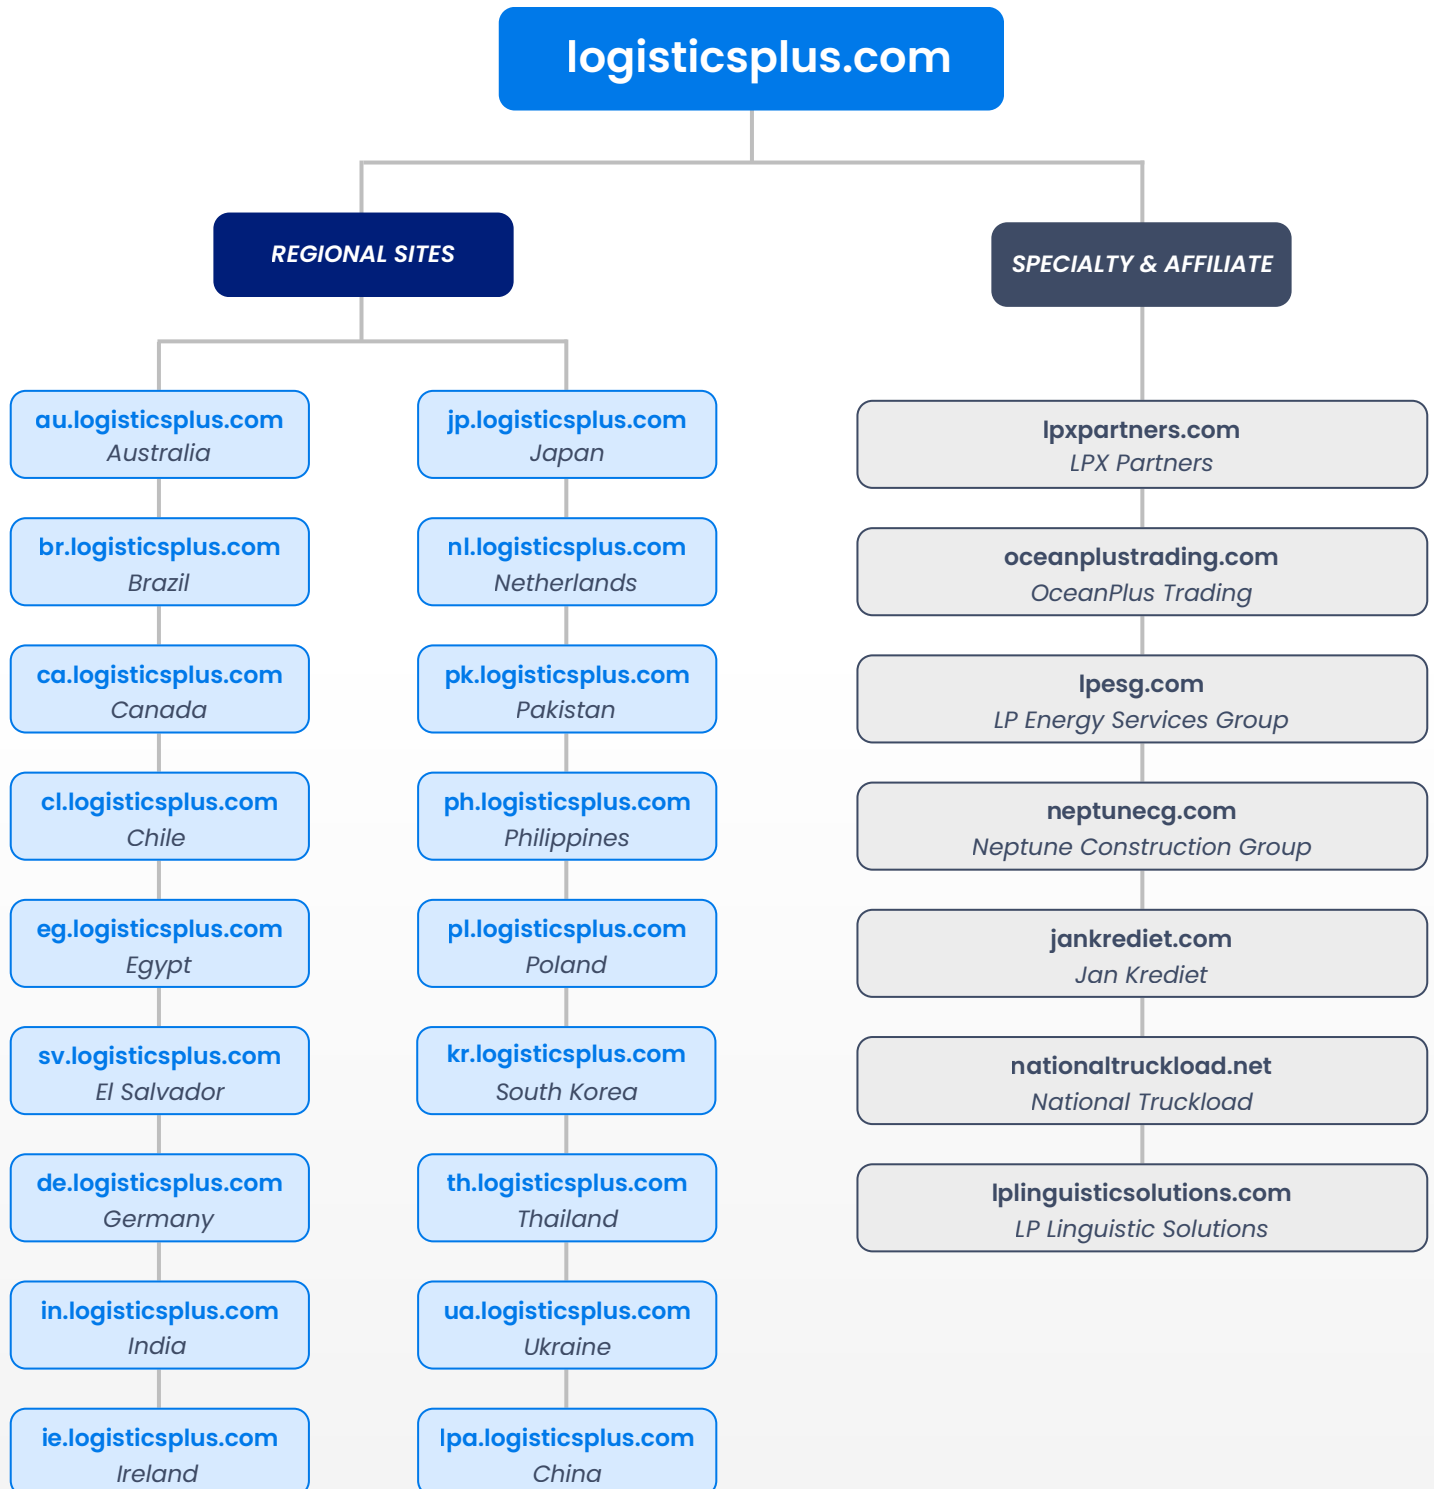 logisticsplus.com
REGIONAL SITES
au.logisticsplus.com
Australia
br.logisticsplus.com
Brazil
ca.logisticsplus.com
Canada
cl.logisticsplus.com
Chile
eg.logisticsplus.com
Egypt
sv.logisticsplus.com
El Salvador
de.logisticsplus.com
Germany
in.logisticsplus.com
India
ie.logisticsplus.com
Ireland
jp.logisticsplus.com
Japan
nl.logisticsplus.com
Netherlands
pk.logisticsplus.com
Pakistan
ph.logisticsplus.com
Philippines
pl.logisticsplus.com
Poland
kr.logisticsplus.com
South Korea
th.logisticsplus.com
Thailand
ua.logisticsplus.com
Ukraine
lpa.logisticsplus.com
China
SPECIALTY & AFFILIATE
lpxpartners.com
LPX Partners
oceanplustrading.com
OceanPlus Trading
lpesg.com
LP Energy Services Group
neptunecg.com
Neptune Construction Group
jankrediet.com
Jan Krediet
nationaltruckload.net
National Truckload
lplinguisticsolutions.com
LP Linguistic Solutions